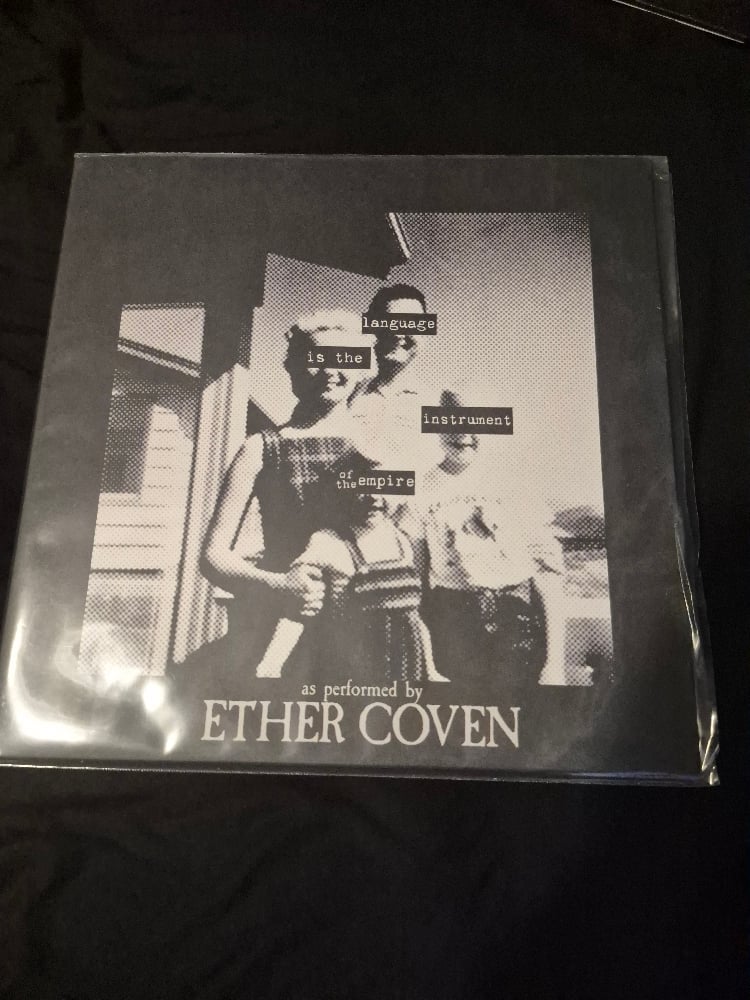 language
is the
instrument
of the empire
as performed by
ETHER COVEN